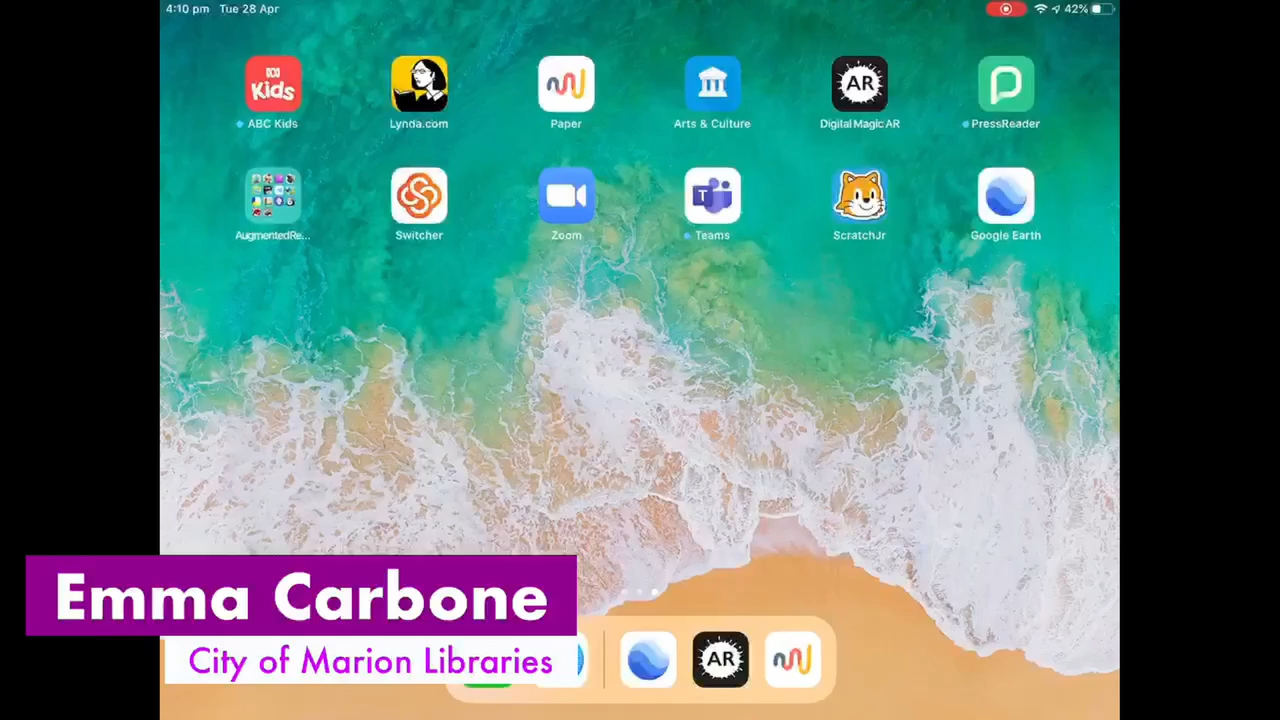 4:10 pm Tue 28 Apr 42%
ABC Kids
Lynda.com
Paper
Arts & Culture
AR
Digital Magic AR
PressReader
AugmentedRe...
Switcher
Zoom
T
Teams
ScratchJr
Google Earth
Kids
Emma Carbone
City of Marion Libraries
AR